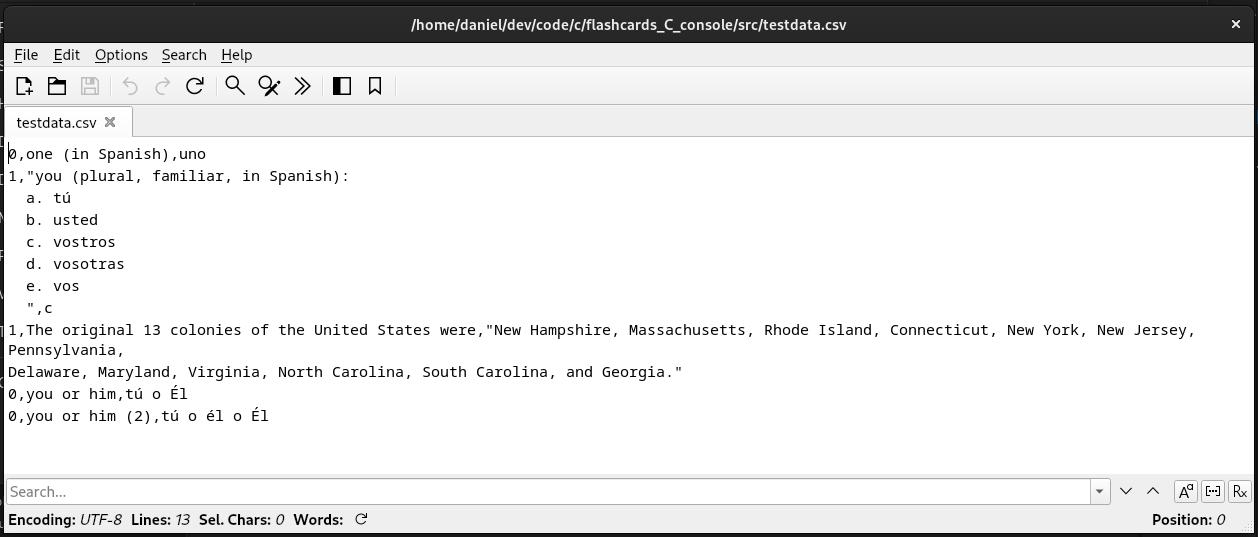 /home/daniel/dev/code/c/flashcards_C_console/src/testdata.csv
File Edit Options Search Help
testdata.csv
0,one (in Spanish),uno
1,"you (plural, familiar, in Spanish):
  a. tú
  b. usted
  c. vostros
  d. vosotras
  e. vos
  ",c
1,The original 13 colonies of the United States were,"New Hampshire, Massachusetts, Rhode Island, Connecticut, New York, New Jersey,
Pennsylvania,
Delaware, Maryland, Virginia, North Carolina, South Carolina, and Georgia."
0,you or him,tú o Él
0,you or him (2),tú o él o Él
Search...
Encoding: UTF-8 Lines: 13 Sel. Chars: 0 Words: Position: 0